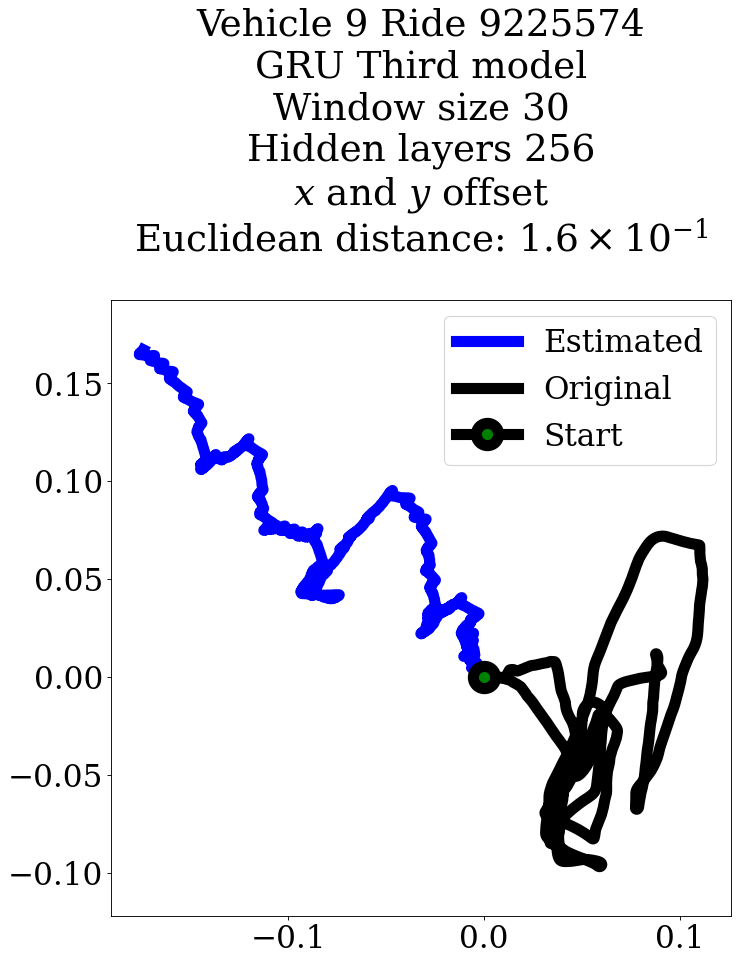 Vehicle 9 Ride 9225574
GRU Third model
Window size 30
Hidden layers 256
x and y offset
Euclidean distance: 1.6 × 10⁻¹
Estimated
Original
Start
0.15
0.10
0.05
0.00
−0.05
−0.10
−0.1 0.0 0.1